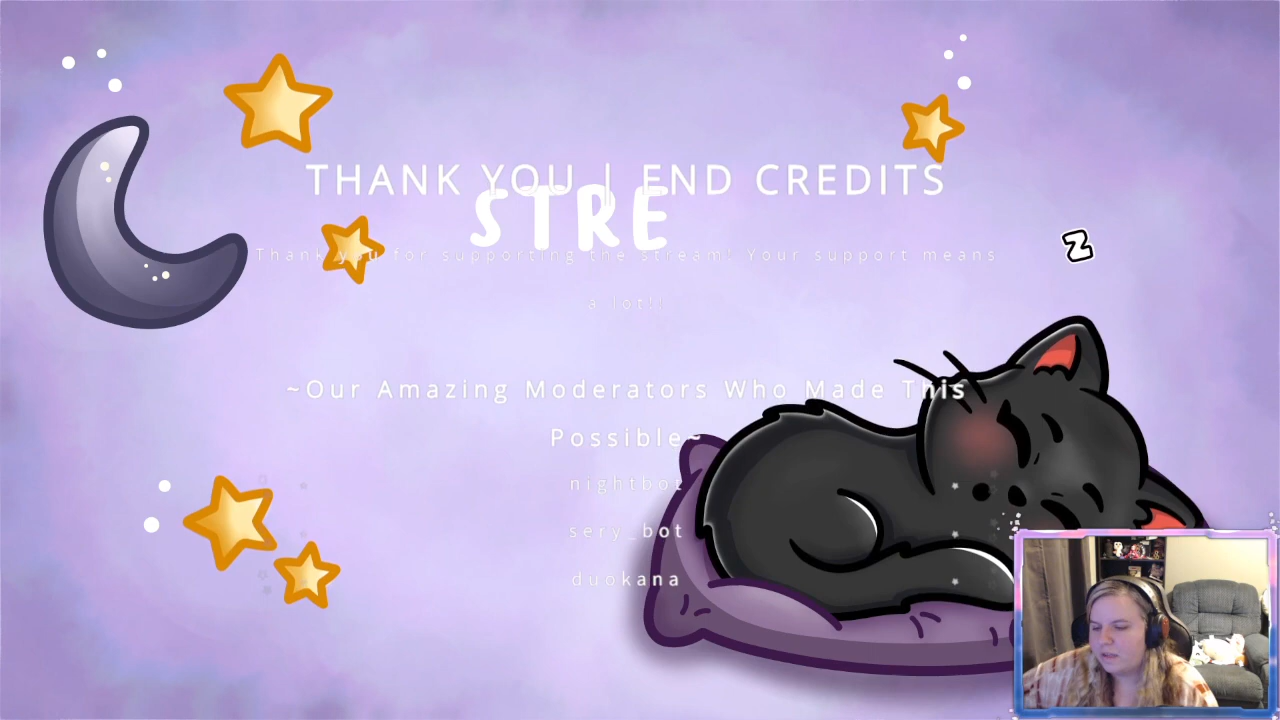 THANK YOU | END CREDITS
STRE
Thank you for supporting the stream! Your support means
a lot!!
~Our Amazing Moderators Who Made This
Possible~
nightbot
sery_bot
duokana
Z